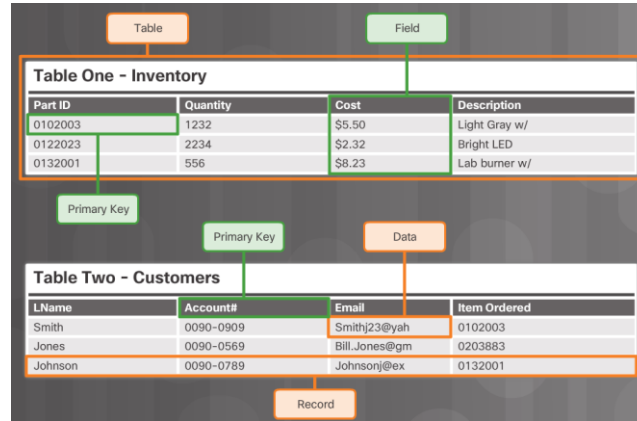 Table Field
Table One - Inventory
Part ID Quantity Cost Description
0102003 1232 $5.50 Light Gray w/
0122023 2234 $2.32 Bright LED
0132001 556 $8.23 Lab burner w/
Primary Key
Primary Key Data
Table Two - Customers
LName Account# Email Item Ordered
Smith 0090-0909 Smithj23@yah 0102003
Jones 0090-0569 Bill.Jones@gm 0203883
Johnson 0090-0789 Johnsonj@ex 0132001
Record